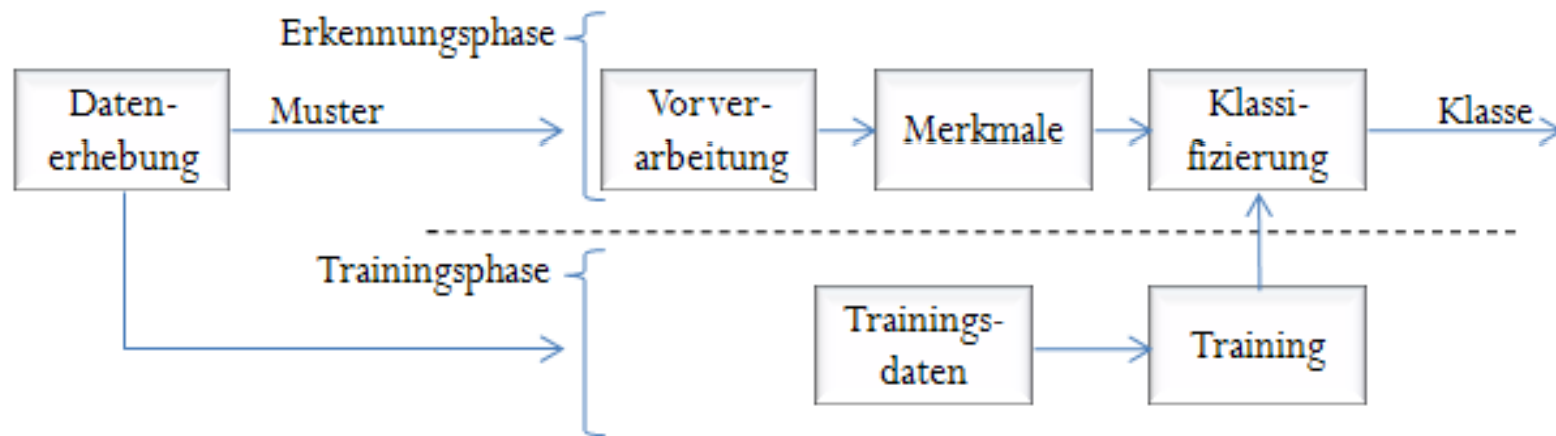 Erkennungsphase
Daten-
erhebung
Muster
Vorver-
arbeitung
Merkmale
Klassi-
fizierung
Klasse
Trainingsphase
Trainings-
daten
Training